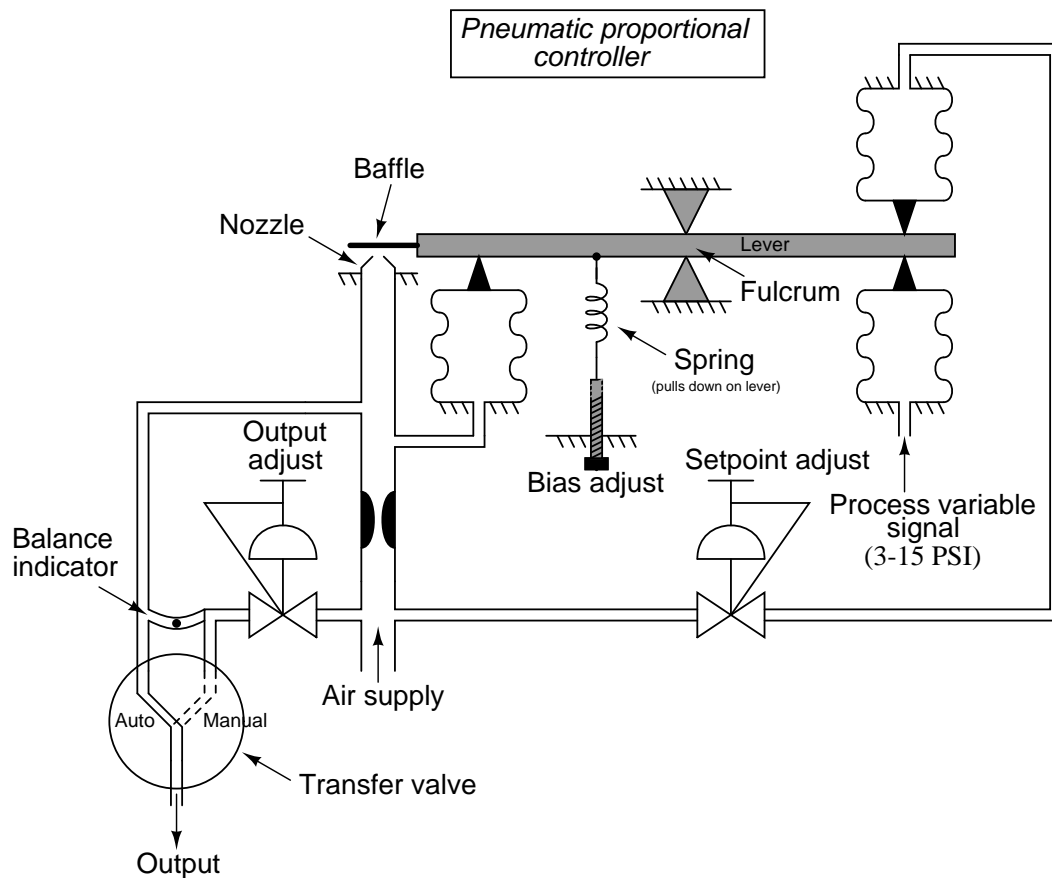 Pneumatic proportional
controller
Baffle
Nozzle
Lever
Fulcrum
Spring
(pulls down on lever)
Output
adjust
Bias adjust
Setpoint adjust
Process variable
signal
(3-15 PSI)
Balance
indicator
Air supply
Auto
Manual
Transfer valve
Output